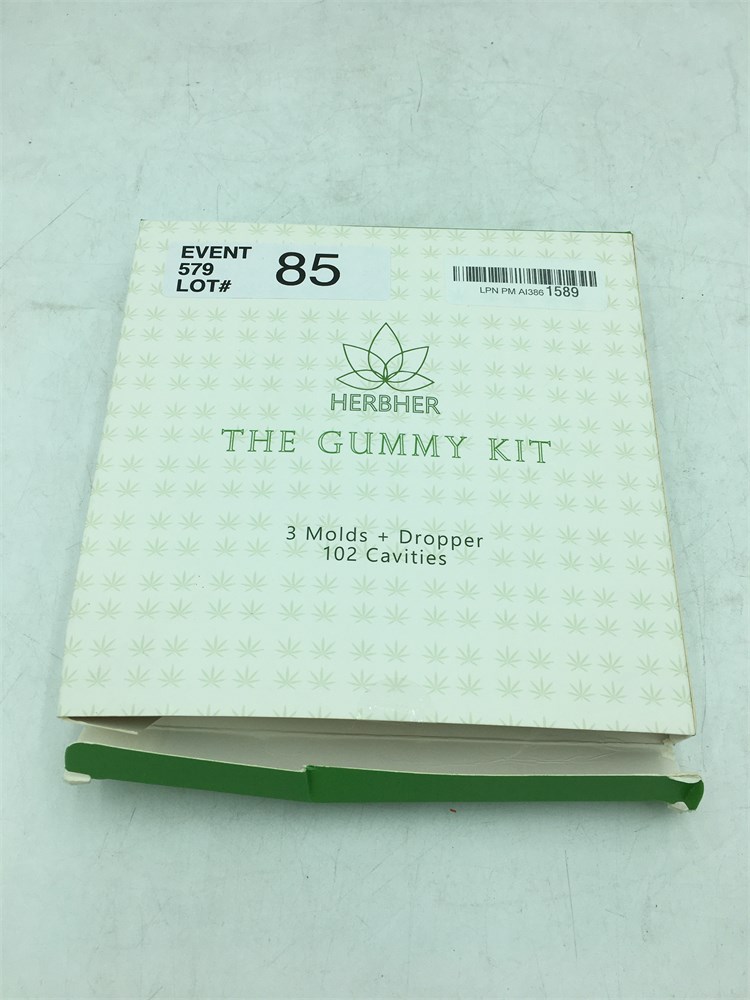 EVENT
579
LOT#
85
LPN PM AI386 1589
HERBHER
THE GUMMY KIT
3 Molds + Dropper
102 Cavities